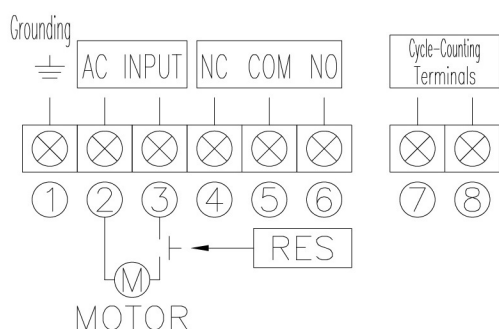 Grounding
AC INPUT
NC COM NO
Cycle-Counting
Terminals
1 2 3 4 5 6 7 8
M
RES
MOTOR